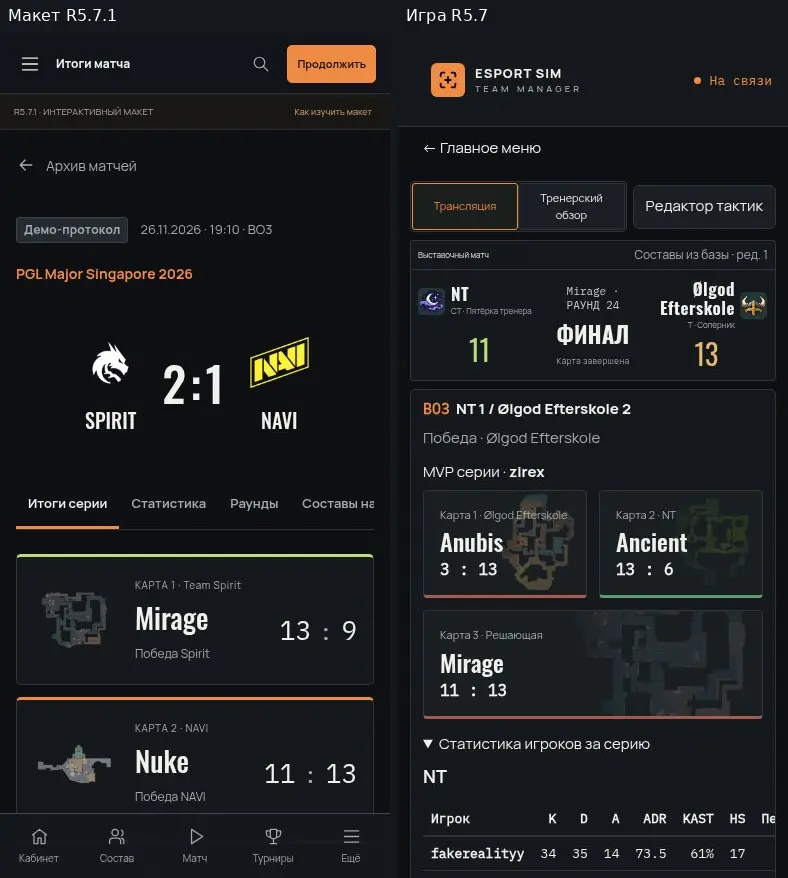 Макет R5.7.1
Итоги матча
Продолжить
R5.7.1 · ИНТЕРАКТИВНЫЙ МАКЕТ
Как изучить макет
← Архив матчей
Демо-протокол
26.11.2026 · 19:10 · BO3
PGL Major Singapore 2026
2:1
NAVI
SPIRIT
NAVI
Итоги серии
Статистика
Раунды
Составы на
КАРТА 1 · Team Spirit
Mirage
13 : 9
Победа Spirit
КАРТА 2 · NAVI
Nuke
11 : 13
Победа NAVI
Кабинет
Состав
Матч
Турниры
Ещё
Игра R5.7
ESPORT SIM
TEAM MANAGER
На связи
← Главное меню
Трансляция
Тренерский
обзор
Редактор тактик
Выставочный матч
Составы из базы · ред. 1
NT
CT · Пятёрка тренера
11
Mirage ·
РАУНД 24
ФИНАЛ
Карта завершена
Ølgod
Efterskole
T · Соперник
13
BO3 NT 1 / Ølgod Efterskole 2
Победа · Ølgod Efterskole
MVP серии · zirex
Карта 1 · Ølgod Efterskole
Anubis
3 : 13
Карта 2 · NT
Ancient
13 : 6
Карта 3 · Решающая
Mirage
11 : 13
▼ Статистика игроков за серию
NT
Игрок K D A ADR KAST HS Пе
fakerealityy 34 35 14 73.5 61% 17